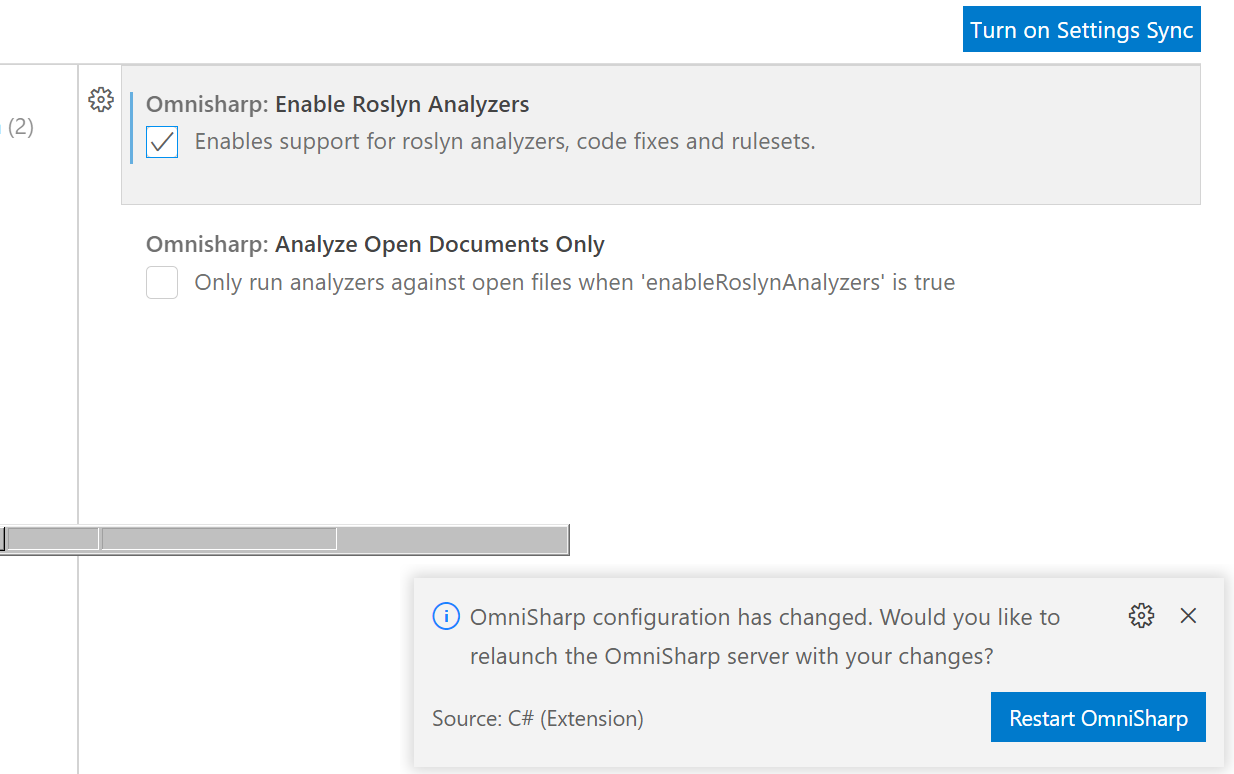 Turn on Settings Sync
(2)
Omnisharp: Enable Roslyn Analyzers
Enables support for roslyn analyzers, code fixes and rulesets.
Omnisharp: Analyze Open Documents Only
Only run analyzers against open files when 'enableRoslynAnalyzers' is true
OmniSharp configuration has changed. Would you like to
relaunch the OmniSharp server with your changes?
Source: C# (Extension)
Restart OmniSharp